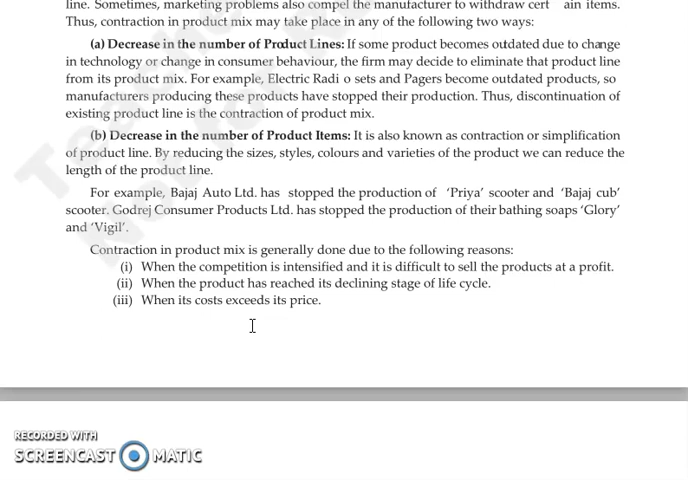 line. Sometimes, marketing problems also compel the manufacturer to withdraw cert ain items.
Thus, contraction in product mix may take place in any of the following two ways:
(a) Decrease in the number of Product Lines: If some product becomes outdated due to change
in technology or change in consumer behaviour, the firm may decide to eliminate that product line
from its product mix. For example, Electric Radi o sets and Pagers become outdated products, so
manufacturers producing these products have stopped their production. Thus, discontinuation of
existing product line is the contraction of product mix.
(b) Decrease in the number of Product Items: It is also known as contraction or simplification
of product line. By reducing the sizes, styles, colours and varieties of the product we can reduce the
length of the product line.
For example, Bajaj Auto Ltd. has stopped the production of 'Priya' scooter and 'Bajaj cub'
scooter. Godrej Consumer Products Ltd. has stopped the production of their bathing soaps 'Glory'
and 'Vigil'.
Contraction in product mix is generally done due to the following reasons:
(i) When the competition is intensified and it is difficult to sell the products at a profit.
(ii) When the product has reached its declining stage of life cycle.
(iii) When its costs exceeds its price.
RECORDED WITH
SCREENCAST MATIC